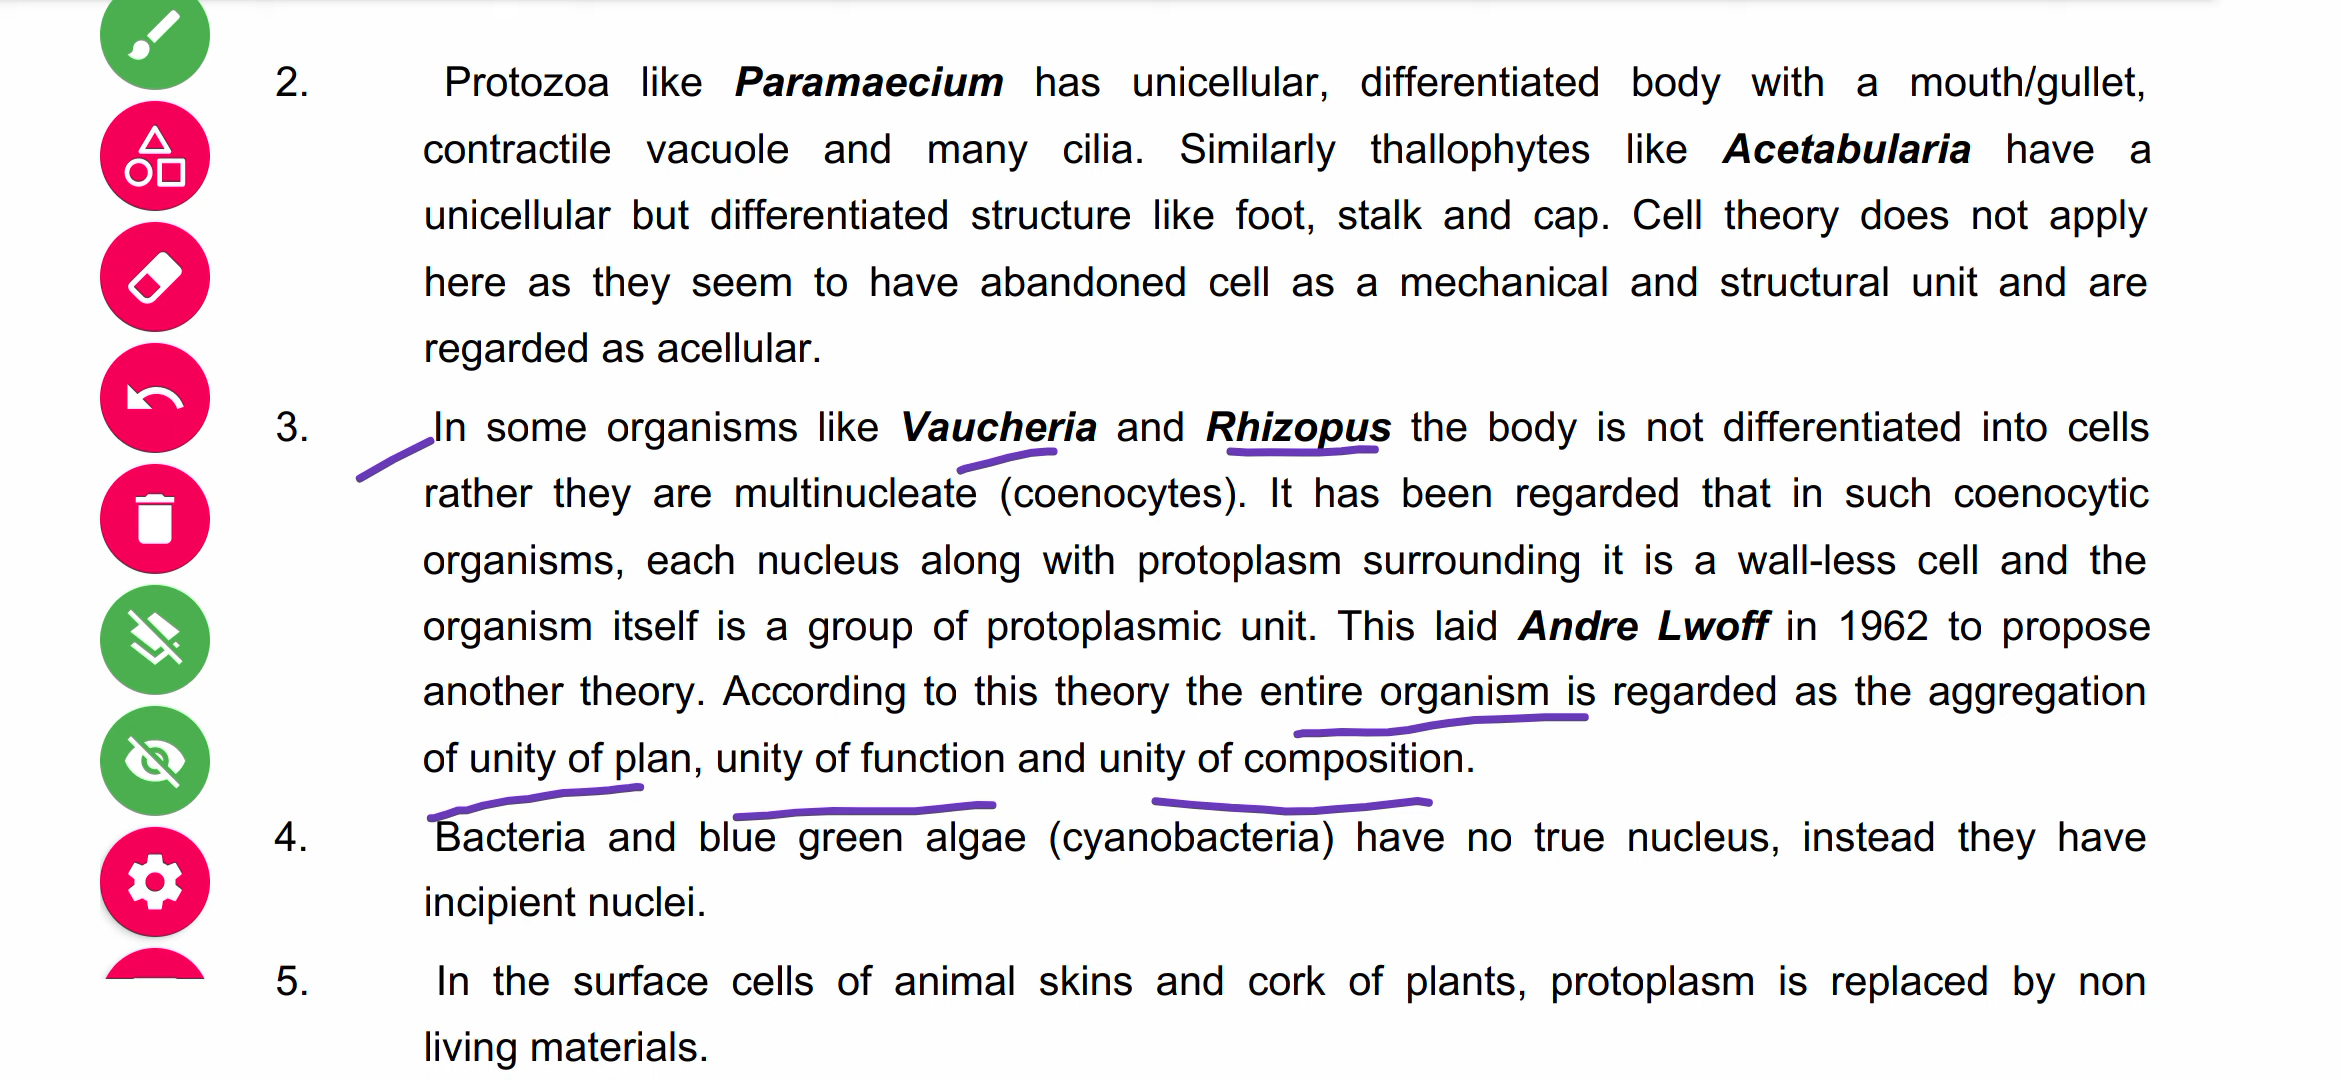 2. Protozoa like Paramaecium has unicellular, differentiated body with a mouth/gullet,
contractile vacuole and many cilia. Similarly thallophytes like Acetabularia have a
unicellular but differentiated structure like foot, stalk and cap. Cell theory does not apply
here as they seem to have abandoned cell as a mechanical and structural unit and are
regarded as acellular.
3. In some organisms like Vaucheria and Rhizopus the body is not differentiated into cells
rather they are multinucleate (coenocytes). It has been regarded that in such coenocytic
organisms, each nucleus along with protoplasm surrounding it is a wall-less cell and the
organism itself is a group of protoplasmic unit. This laid Andre Lwoff in 1962 to propose
another theory. According to this theory the entire organism is regarded as the aggregation
of unity of plan, unity of function and unity of composition.
4. Bacteria and blue green algae (cyanobacteria) have no true nucleus, instead they have
incipient nuclei.
5. In the surface cells of animal skins and cork of plants, protoplasm is replaced by non
living materials.